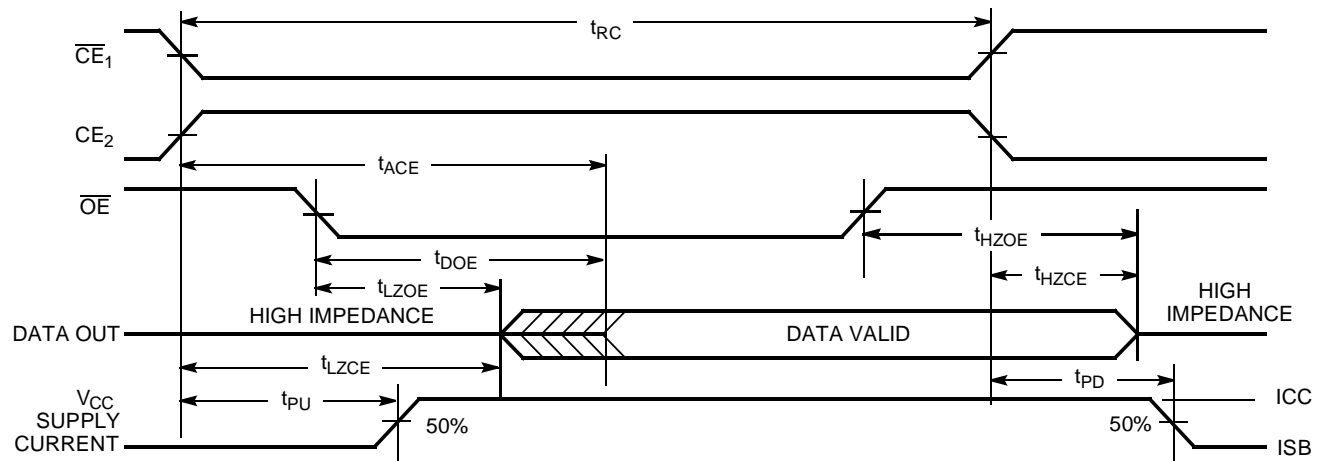 tRC
CE1
CE2
tACE
OE
tHZOE
tDOE
tHZCE
tLZOE
HIGH IMPEDANCE
HIGH
IMPEDANCE
DATA OUT
DATA VALID
tLZCE
tPD
VCC
SUPPLY
CURRENT
tPU
50%
50%
ICC
ISB